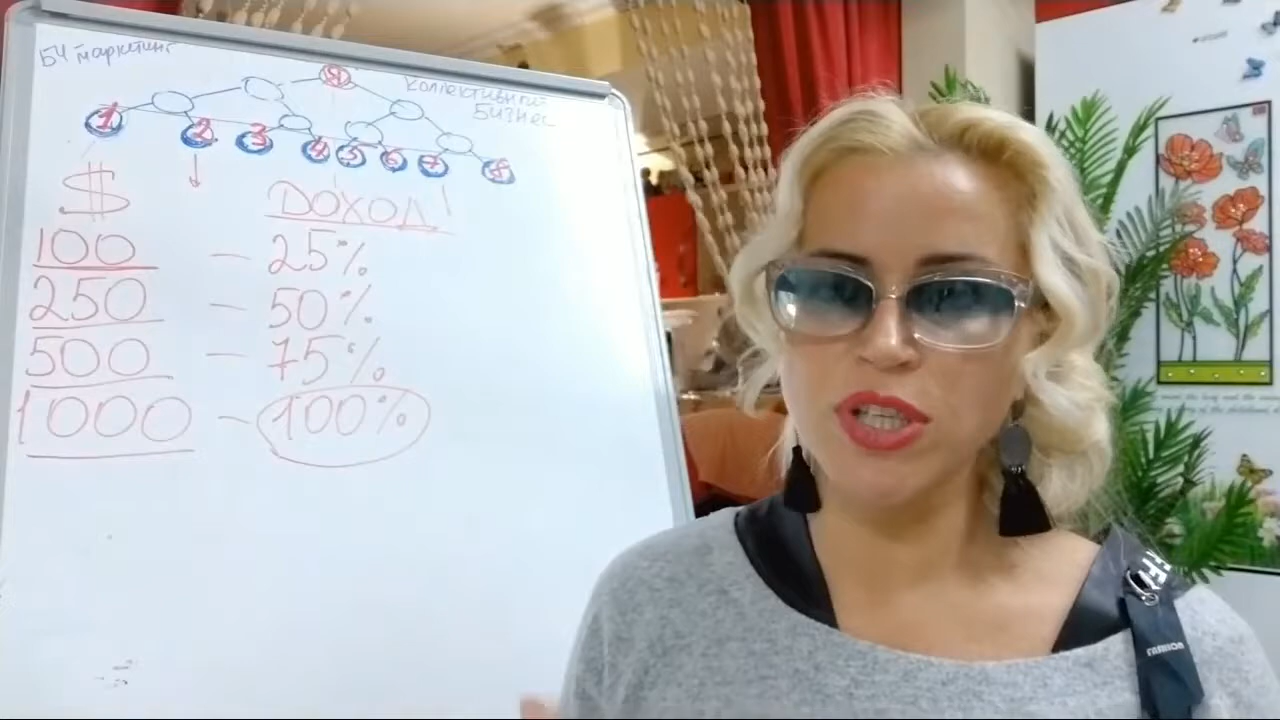 БЧ маркетинг
коллективный
бизнес
1 2 3 4 5 6 7 8
$
ДОХОД!
100 — 25%
250 — 50%
500 — 75%
1000 — 100%